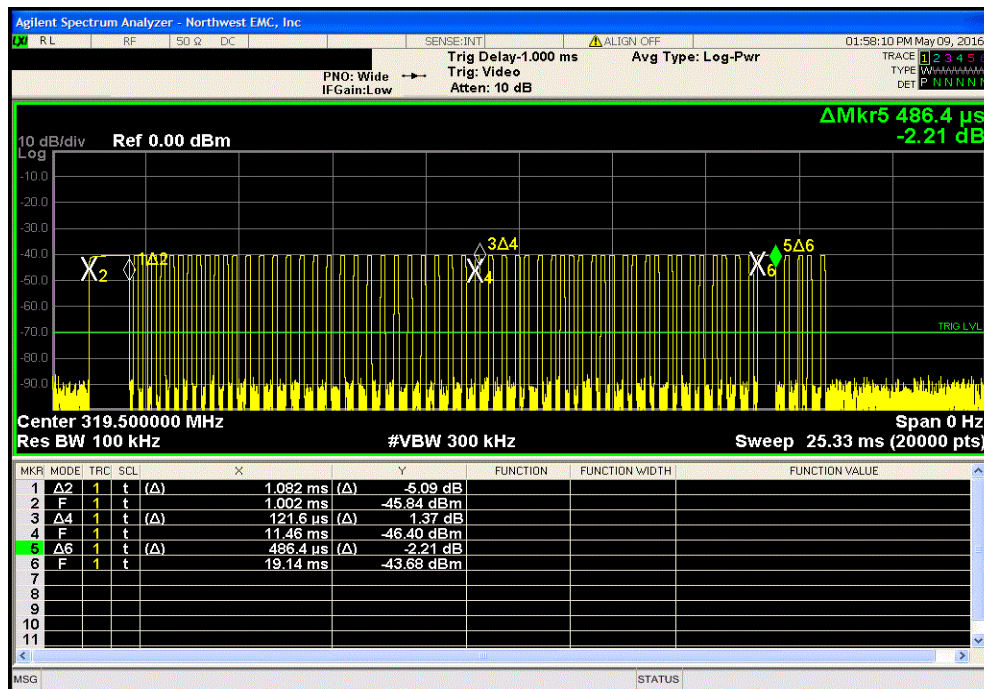 Agilent Spectrum Analyzer - Northwest EMC, Inc
LXI RL RF 50 Ω DC SENSE:INT ALIGN OFF 01:58:10 PM May 09, 2016
Trig Delay-1.000 ms Avg Type: Log-Pwr TRACE 1 2 3 4 5 6
PNO: Wide Trig: Video TYPE WWWWWW
IFGain:Low Atten: 10 dB DET P N N N N N
ΔMkr5 486.4 µs
10 dB/div Ref 0.00 dBm -2.21 dB
Log
-10.0
-20.0
-30.0
-40.0 3Δ4 5Δ6
1Δ2
-50.0 X2 X4 X6
-60.0
-70.0 TRIG LVL
-80.0
-90.0
Center 319.500000 MHz Span 0 Hz
Res BW 100 kHz #VBW 300 kHz Sweep 25.33 ms (20000 pts)
MKR MODE TRC SCL X Y FUNCTION FUNCTION WIDTH FUNCTION VALUE
1 Δ2 1 t (Δ) 1.082 ms (Δ) -5.09 dB
2 F 1 t 1.002 ms -45.84 dBm
3 Δ4 1 t (Δ) 121.6 µs (Δ) 1.37 dB
4 F 1 t 11.46 ms -46.40 dBm
5 Δ6 1 t (Δ) 486.4 µs (Δ) -2.21 dB
6 F 1 t 19.14 ms -43.68 dBm
7
8
9
10
11
MSG STATUS